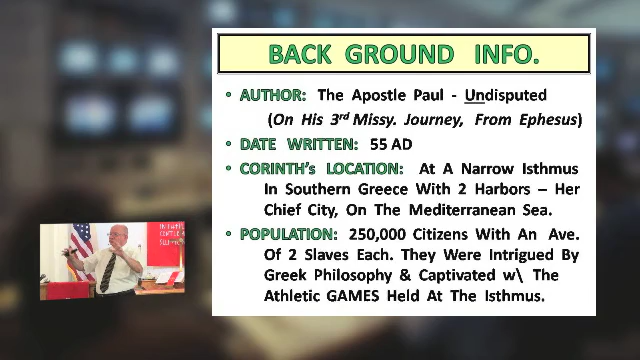 BACK GROUND INFO.
• AUTHOR: The Apostle Paul - Undisputed
(On His 3rd Missy. Journey, From Ephesus)
• DATE WRITTEN: 55 AD
• CORINTH's LOCATION: At A Narrow Isthmus
In Southern Greece With 2 Harbors – Her
Chief City, On The Mediterranean Sea.
• POPULATION: 250,000 Citizens With An Ave.
Of 2 Slaves Each. They Were Intrigued By
Greek Philosophy & Captivated w\ The
Athletic GAMES Held At The Isthmus.